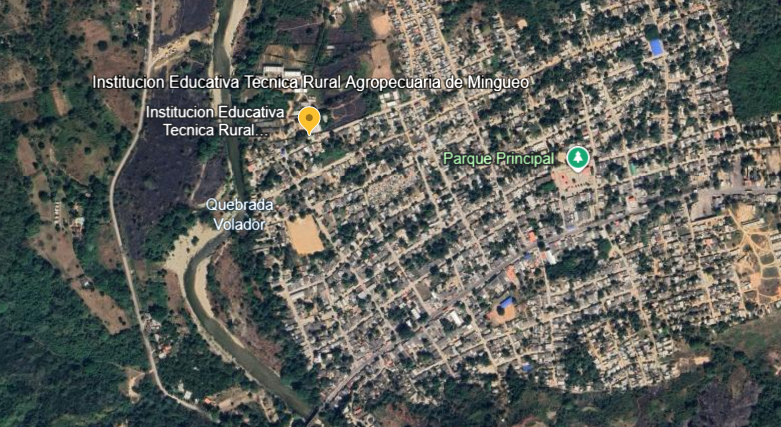 Institucion Educativa Tecnica Rural Agropecuaria de Mingueo
Institucion Educativa
Tecnica Rural...
Parque Principal
Quebrada
Volador